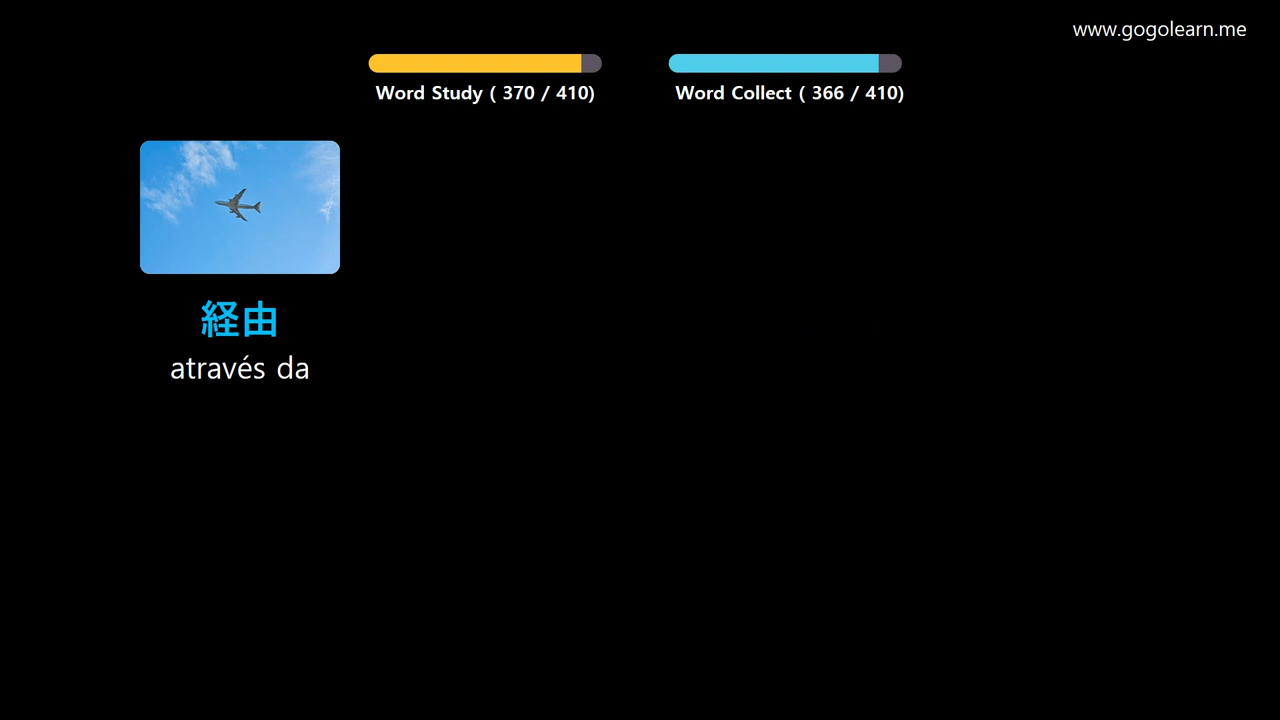 www.gogolearn.me
Word Study ( 370 / 410)
Word Collect ( 366 / 410)
経由
através da